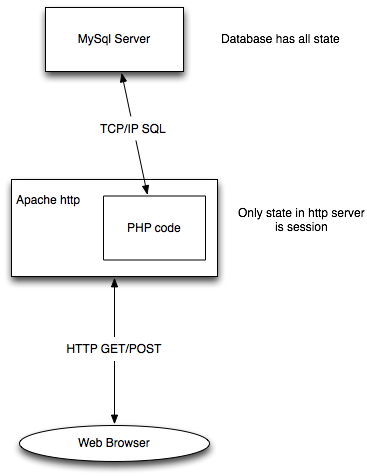 MySql Server
Database has all state
TCP/IP SQL
Apache http
PHP code
Only state in http server
is session
HTTP GET/POST
Web Browser